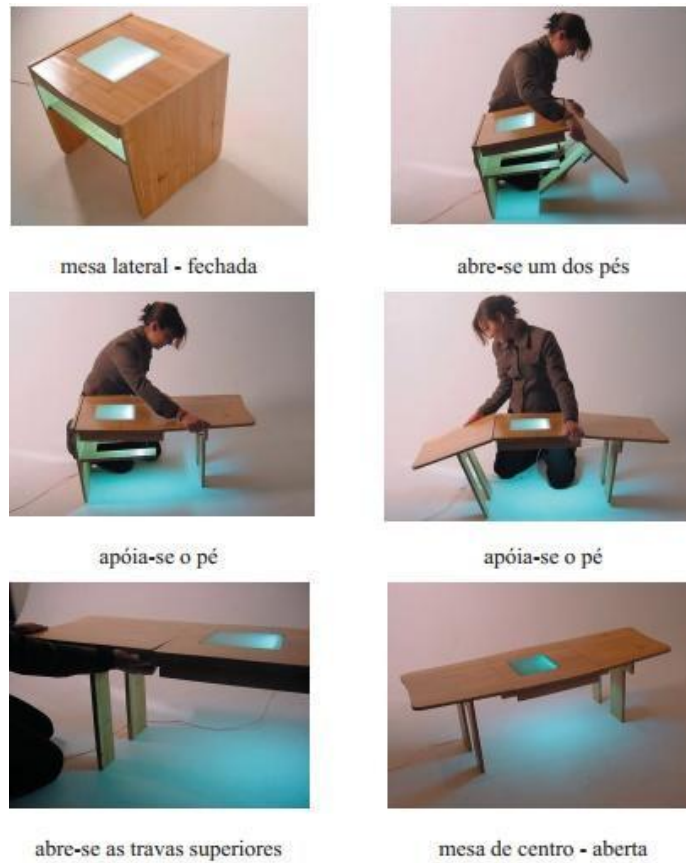 mesa lateral - fechada
abre-se um dos pés
apóia-se o pé
apóia-se o pé
abre-se as travas superiores
mesa de centro - aberta